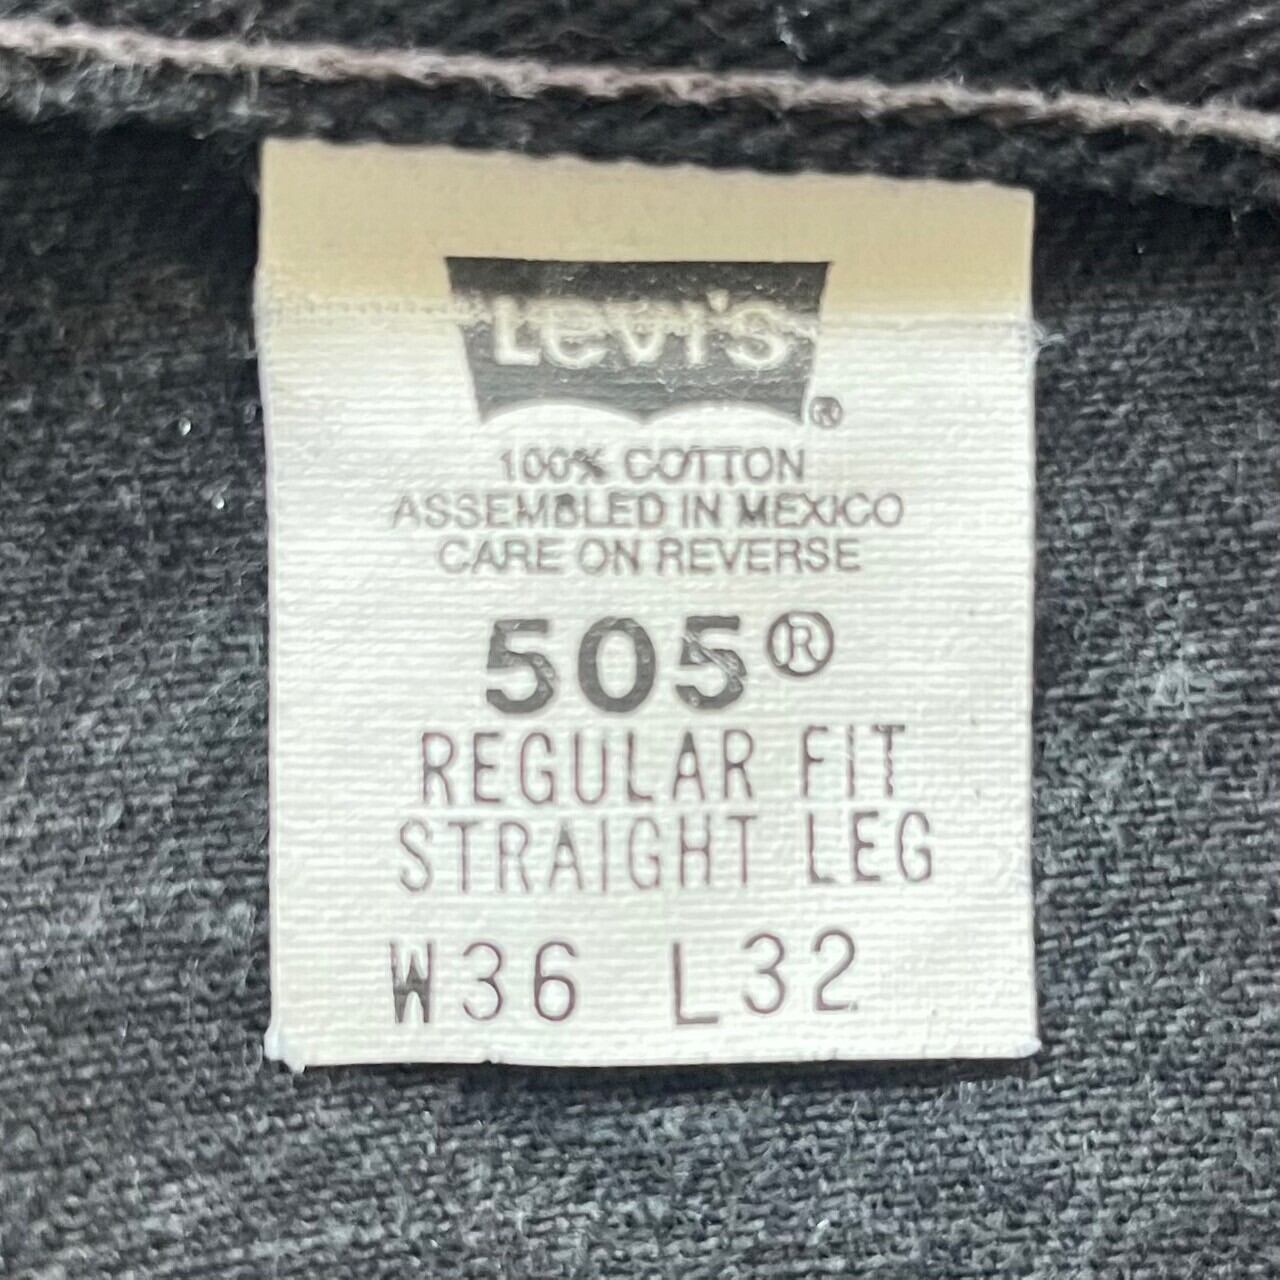 Levi's ®
100% COTTON
ASSEMBLED IN MEXICO
CARE ON REVERSE
505®
REGULAR FIT
STRAIGHT LEG
W36 L32